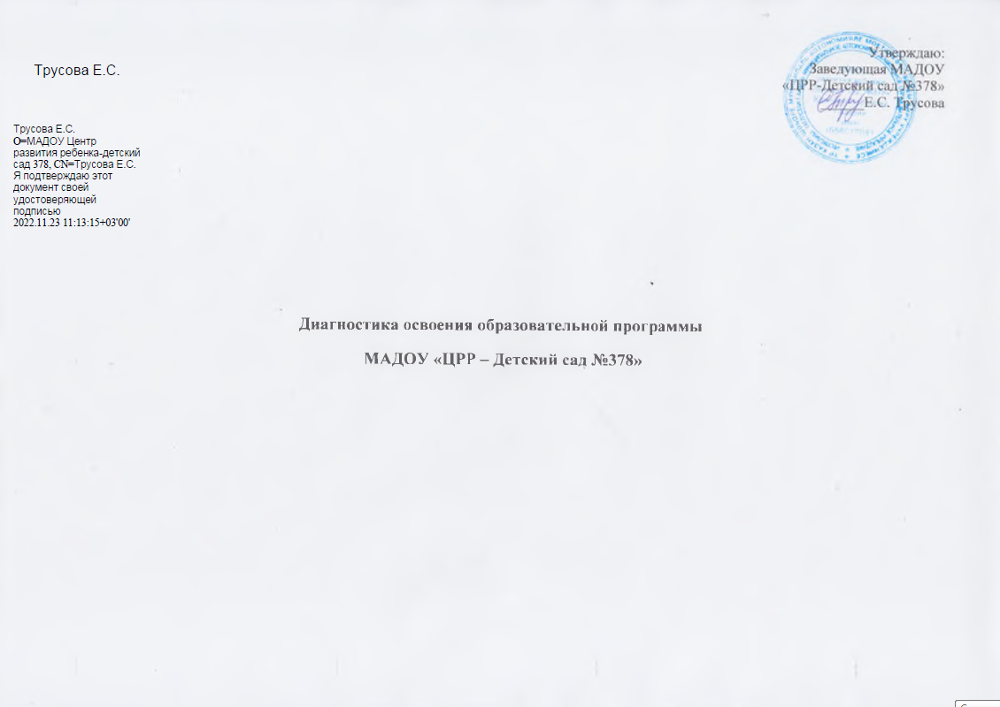 Трусова Е.С.
Трусова Е.С.
O=МАДОУ Центр
развития ребенка-детский
сад 378, CN=Трусова Е.С.
Я подтверждаю этот
документ своей
удостоверяющей
подписью
2022.11.23 11:13:15+03'00'
Утверждаю:
Заведующая МАДОУ
«ЦРР-Детский сад №378»
Е.С. Трусова
Диагностика освоения образовательной программы
МАДОУ «ЦРР – Детский сад №378»